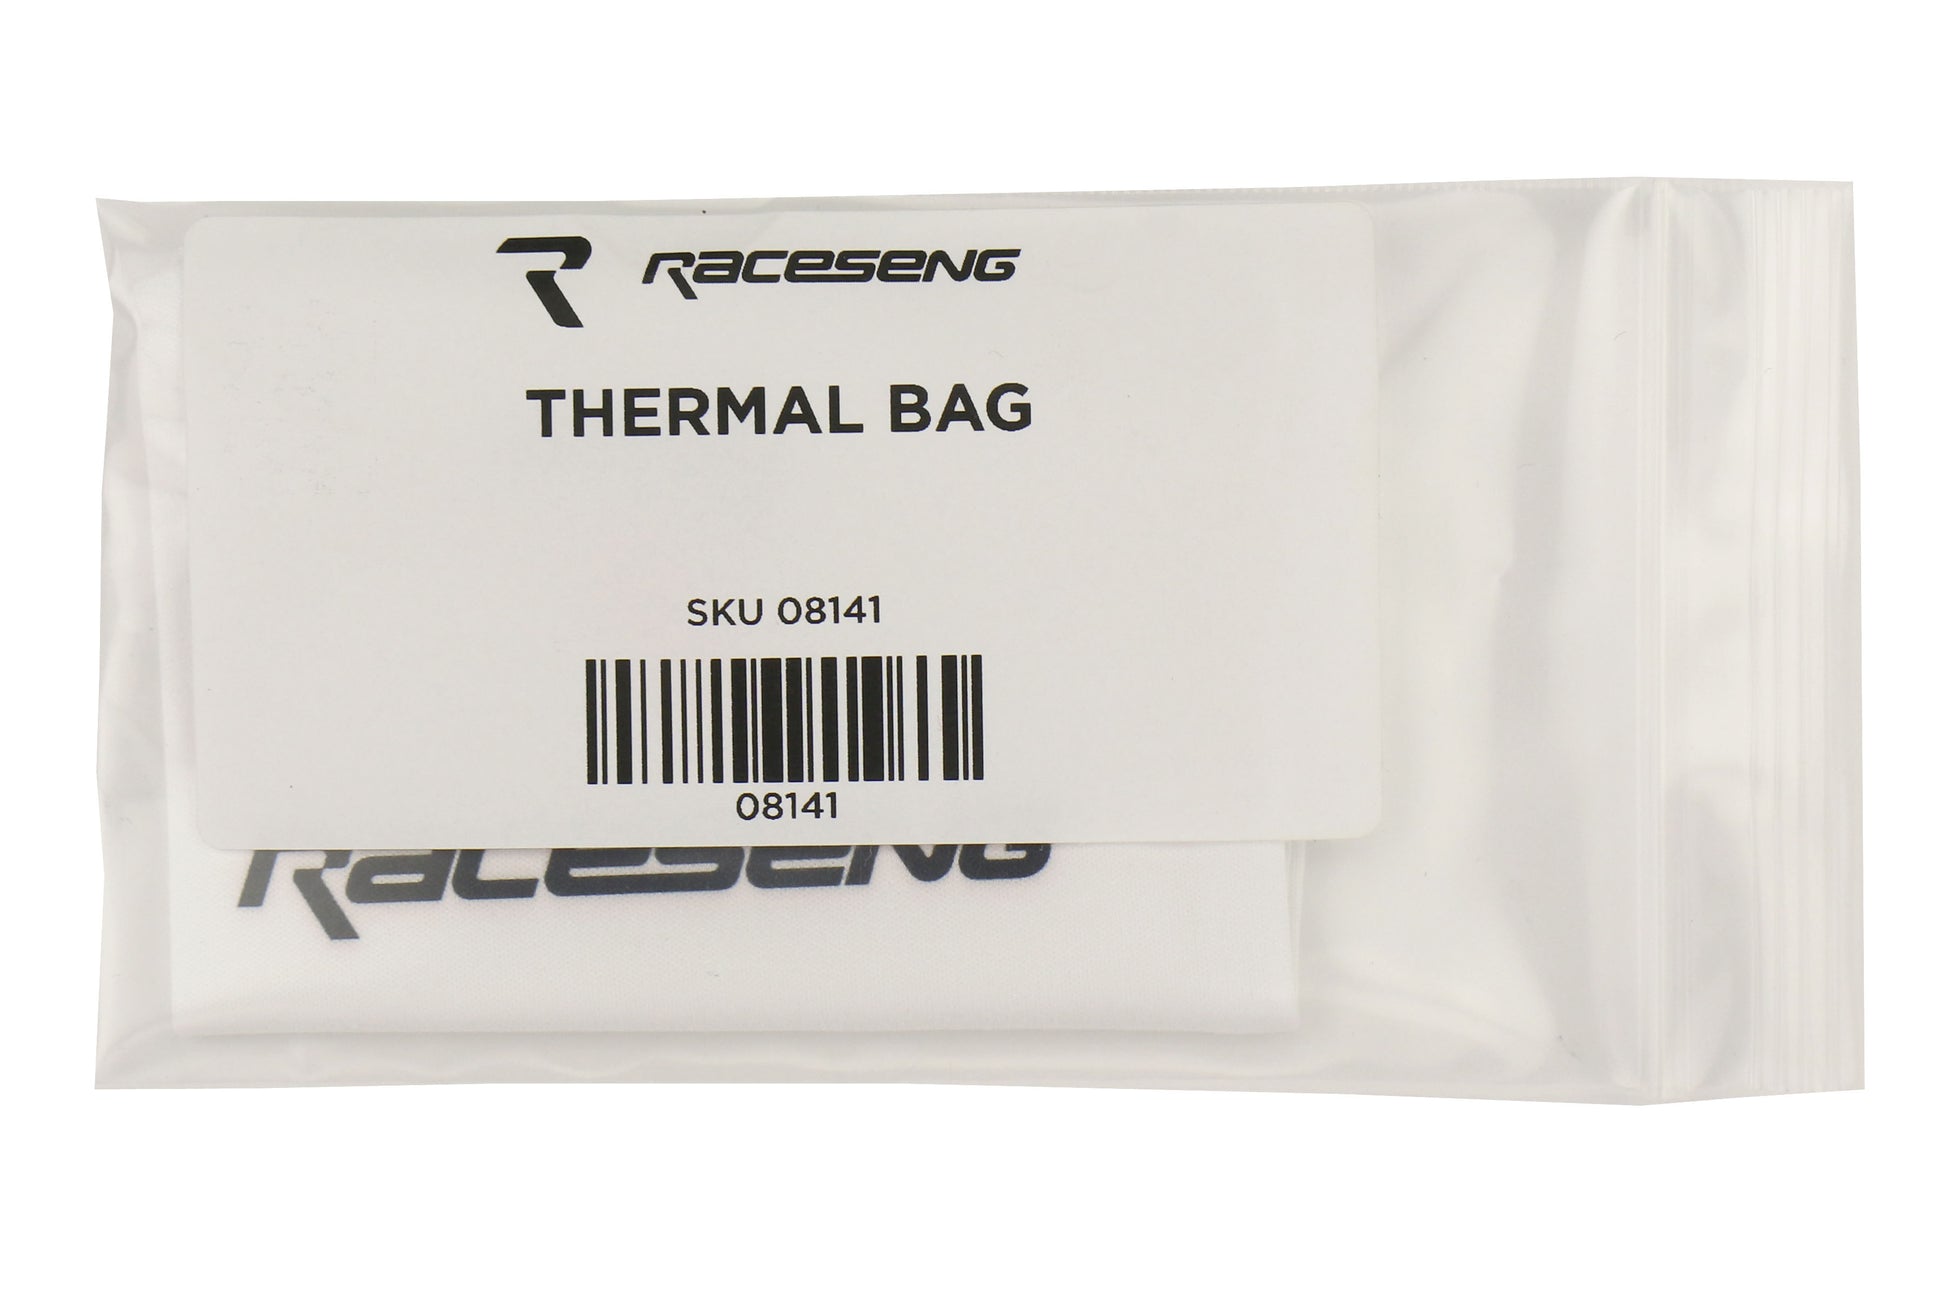 R RACESENG
THERMAL BAG
SKU 08141
08141
RACESENG